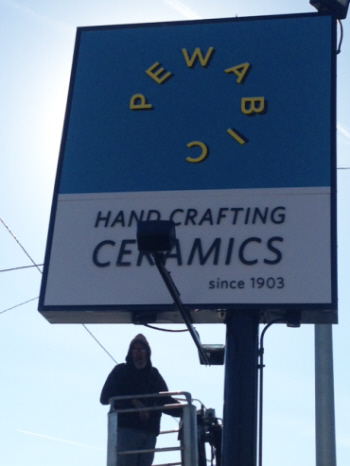 PEWABIC
HAND CRAFTING
CERAMICS
since 1903